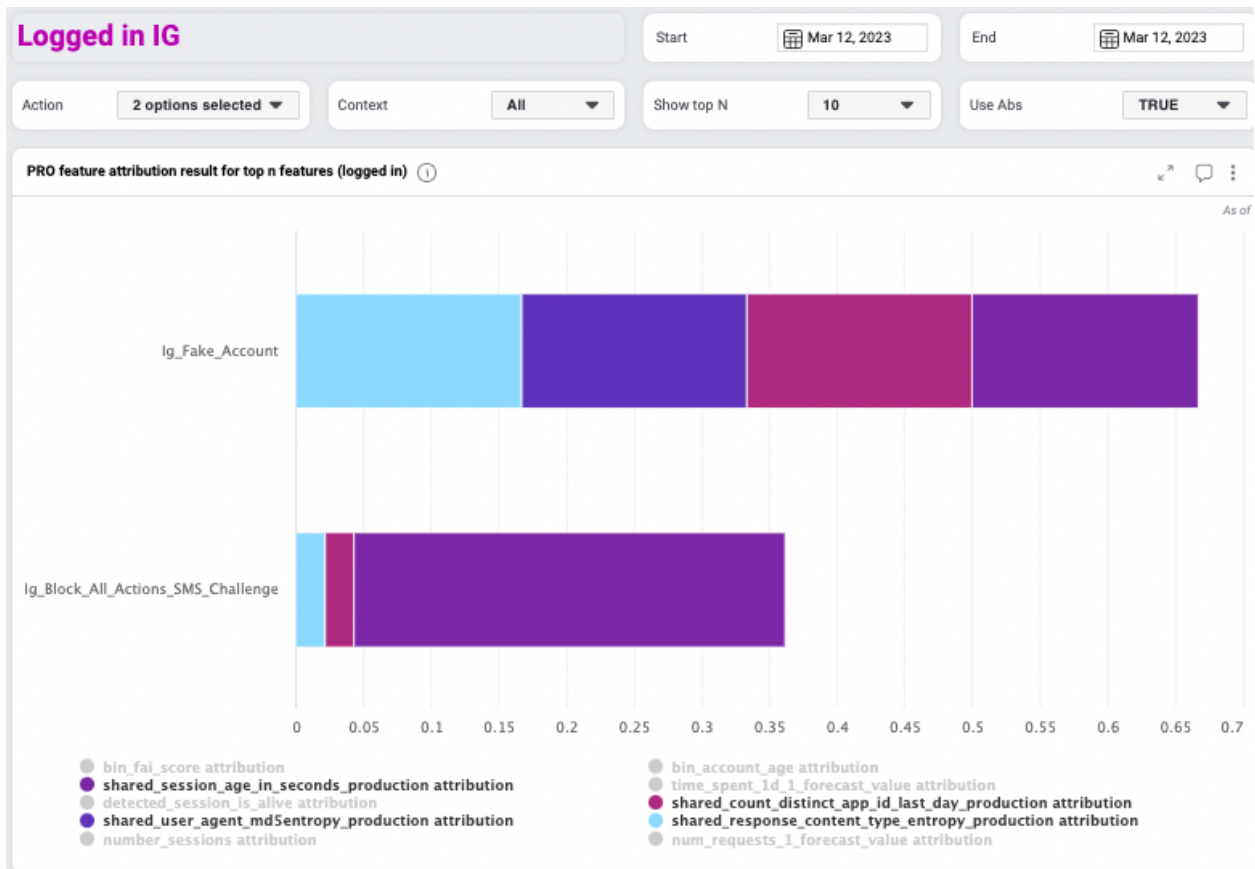 Logged in IG
Start Mar 12, 2023 End Mar 12, 2023
Action 2 options selected Context All Show top N 10 Use Abs TRUE
PRO feature attribution result for top n features (logged in)
As of
Ig_Fake_Account
Ig_Block_All_Actions_SMS_Challenge
0 0.05 0.1 0.15 0.2 0.25 0.3 0.35 0.4 0.45 0.5 0.55 0.6 0.65 0.7
bin_fai_score attribution bin_account_age attribution
shared_session_age_in_seconds_production attribution time_spent_1d_1_forecast_value attribution
detected_session_is_alive attribution shared_count_distinct_app_id_last_day_production attribution
shared_user_agent_md5entropy_production attribution shared_response_content_type_entropy_production attribution
number_sessions attribution num_requests_1_forecast_value attribution